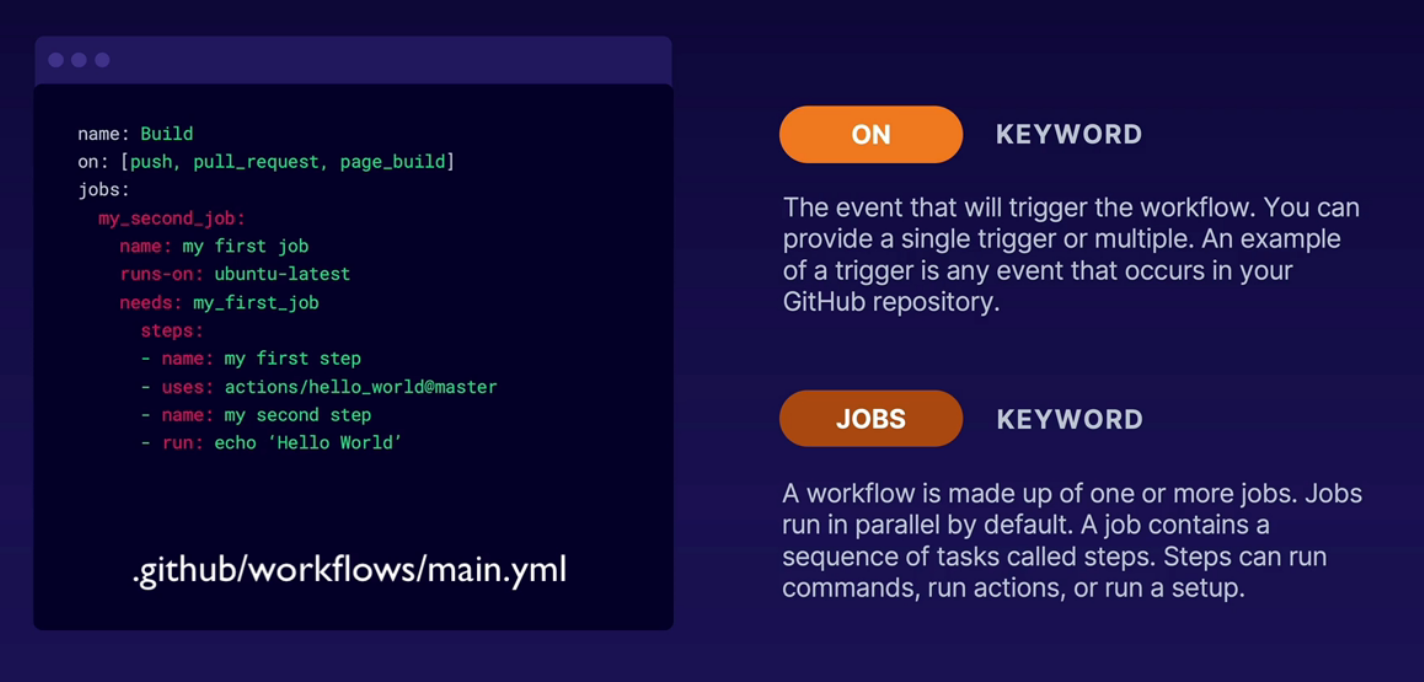 name: Build
on: [push, pull_request, page_build]
jobs:
  my_second_job:
    name: my first job
    runs-on: ubuntu-latest
    needs: my_first_job
      steps:
      - name: my first step
      - uses: actions/hello_world@master
      - name: my second step
      - run: echo ‘Hello World’
.github/workflows/main.yml
ON KEYWORD
The event that will trigger the workflow. You can
provide a single trigger or multiple. An example
of a trigger is any event that occurs in your
GitHub repository.
JOBS KEYWORD
A workflow is made up of one or more jobs. Jobs
run in parallel by default. A job contains a
sequence of tasks called steps. Steps can run
commands, run actions, or run a setup.